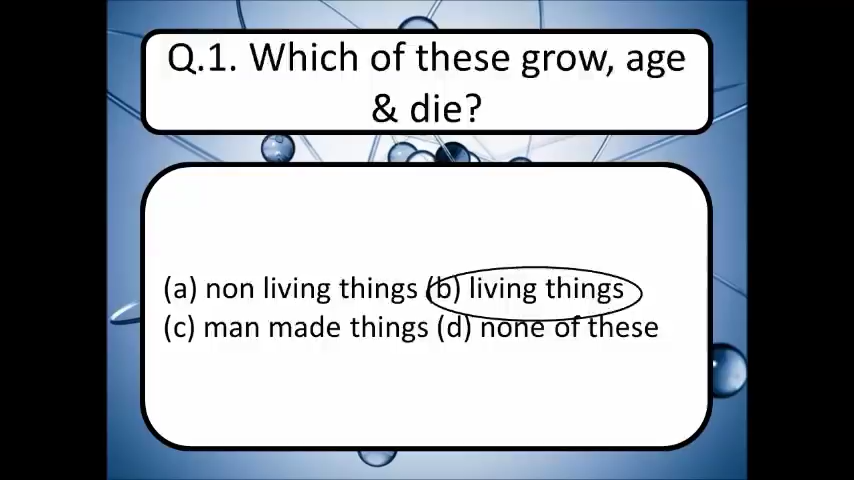 Q.1. Which of these grow, age
& die?
(a) non living things (b) living things
(c) man made things (d) none of these